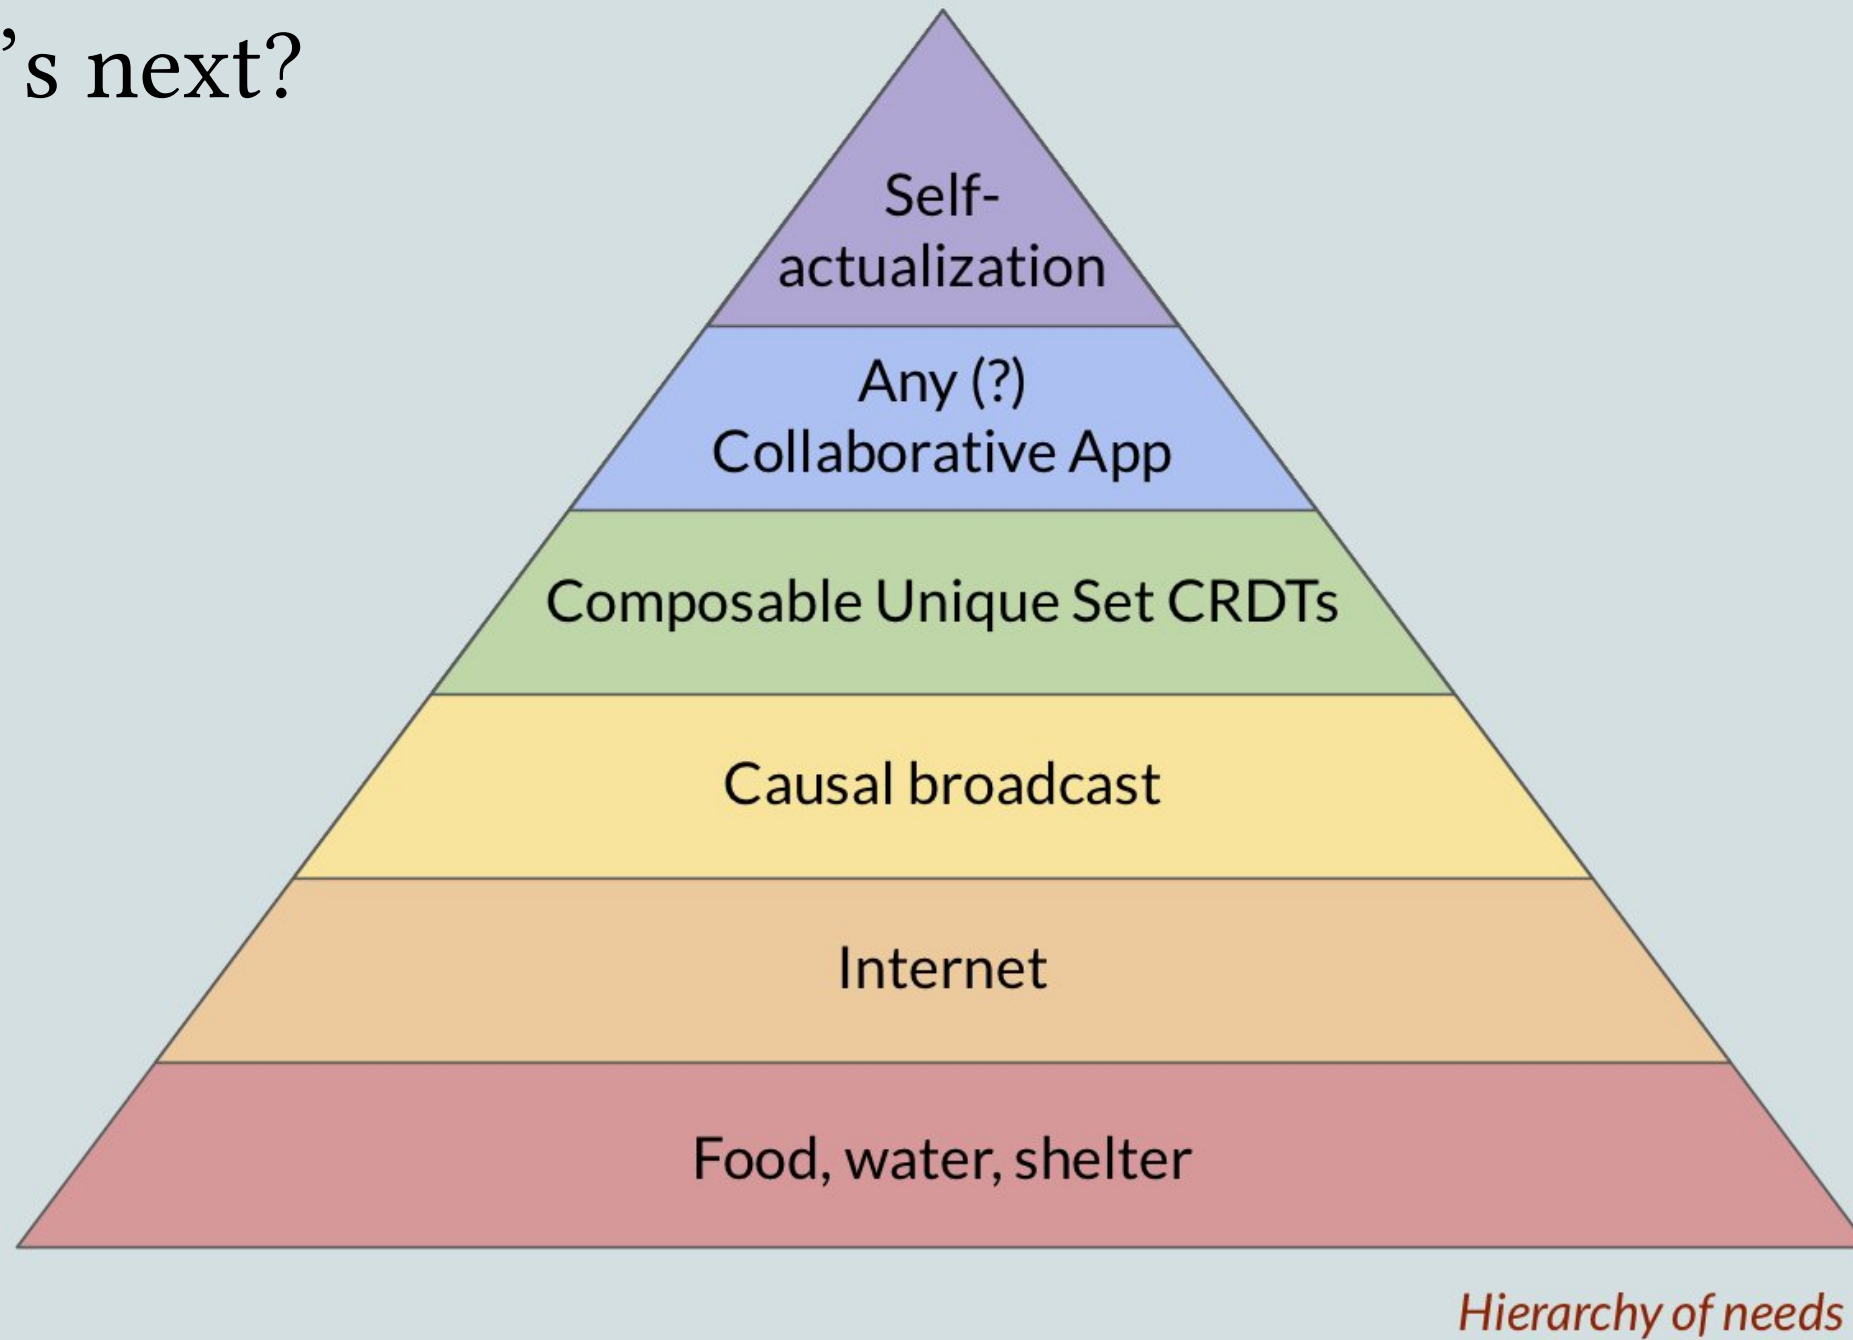 ’s next?
Self-
actualization
Any (?)
Collaborative App
Composable Unique Set CRDTs
Causal broadcast
Internet
Food, water, shelter
Hierarchy of needs